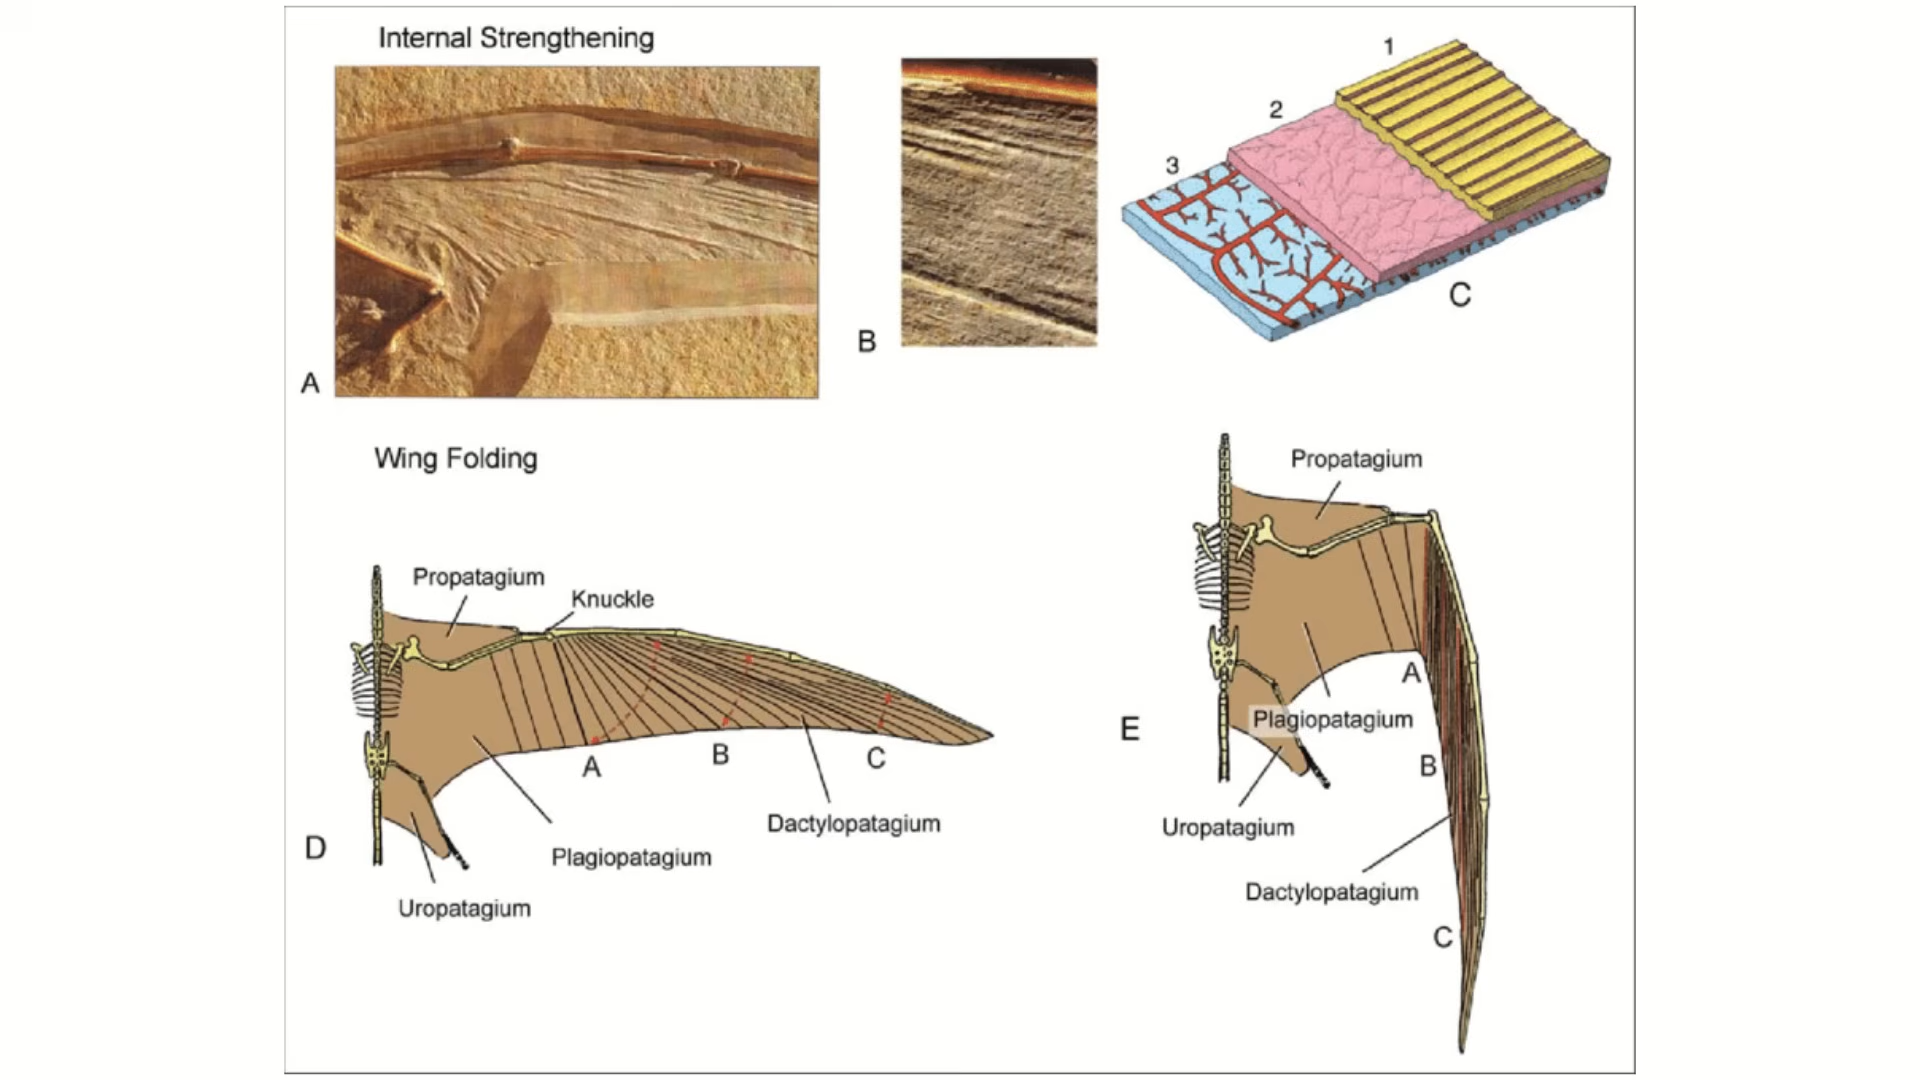 Internal Strengthening
A
B
1
2
3
C
Wing Folding
Propatagium
Knuckle
A
B
C
Dactylopatagium
Plagiopatagium
Uropatagium
D
Propatagium
A
Plagiopatagium
E
B
Uropatagium
Dactylopatagium
C